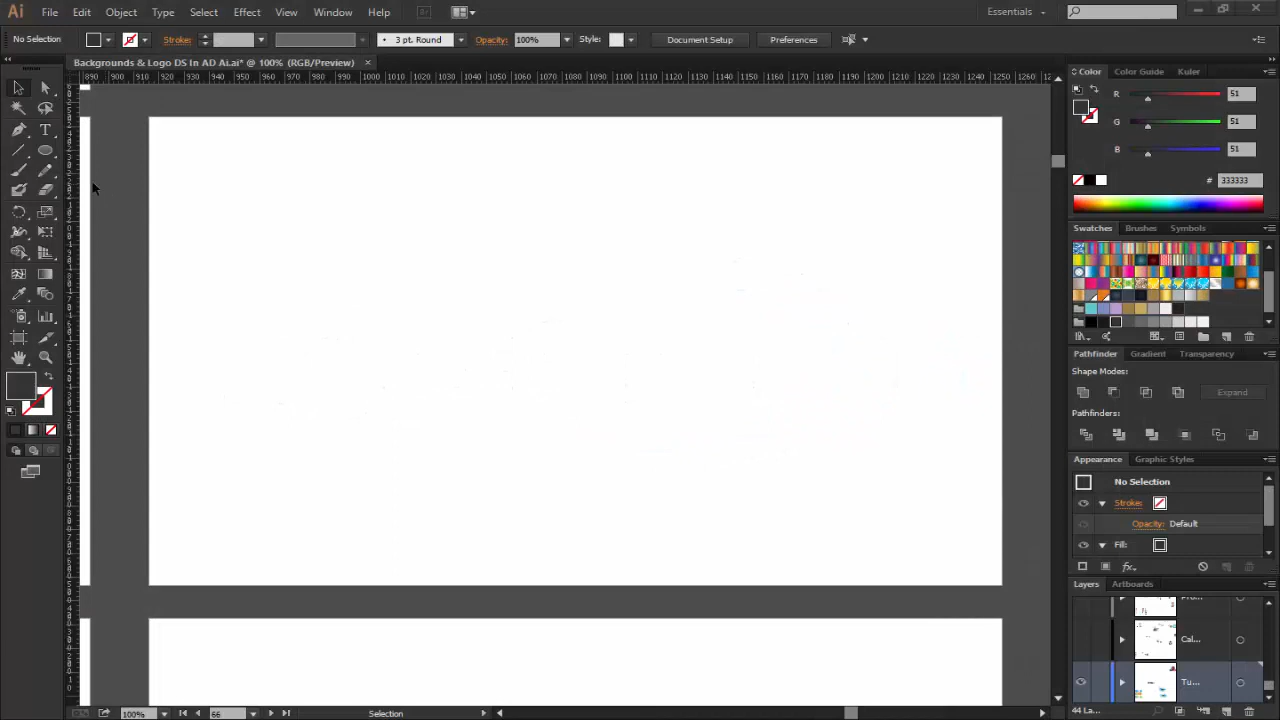 Ai File Edit Object Type Select Effect View Window Help Essentials
No Selection Stroke: 3 pt. Round Opacity: 100% Style: Document Setup Preferences
Backgrounds & Logo DS In AD Ai.ai* @ 100% (RGB/Preview) ×
890 900 910 920 930 940 950 960 970 980 990 1000 1010 1020 1030 1040 1050 1060 1070 1080 1090 1100 1110 1120 1130 1140 1150 1160 1170 1180 1190 1200 1210 1220 1230 1240 1250 1260
Color Color Guide Kuler
R 51
G 51
B 51
# 333333
Swatches Brushes Symbols
Pathfinder Gradient Transparency
Shape Modes:
Expand
Pathfinders:
Appearance Graphic Styles
No Selection
Stroke:
Opacity: Default
Fill:
fx
Layers Artboards
Cal...
Tu...
44 La...
100% 66 Selection